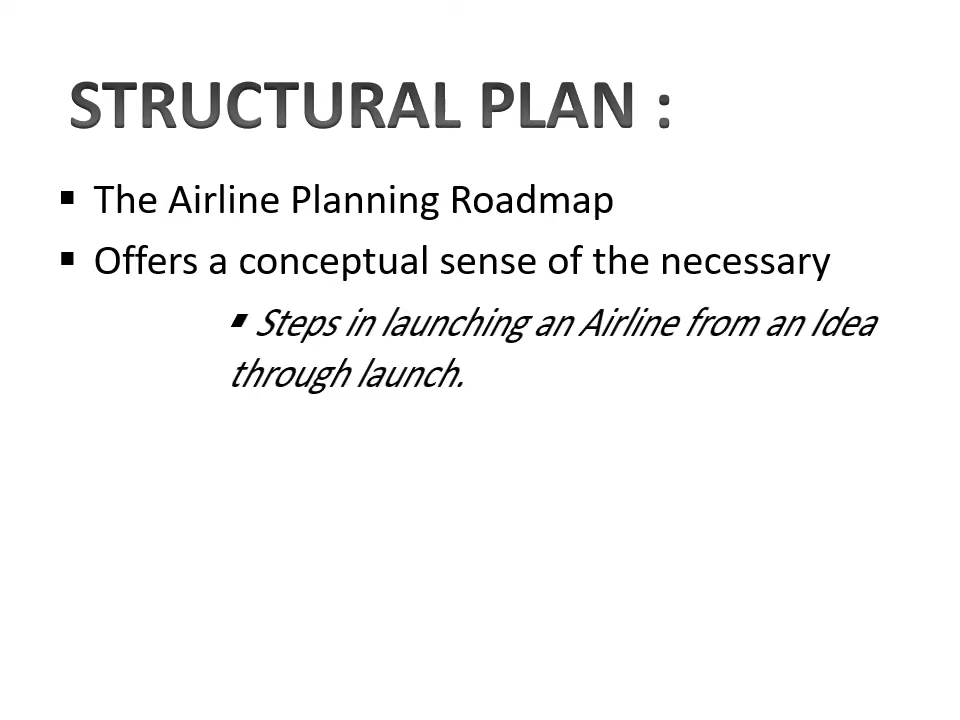 STRUCTURAL PLAN :
▪ The Airline Planning Roadmap
▪ Offers a conceptual sense of the necessary
▪ Steps in launching an Airline from an Idea
through launch.